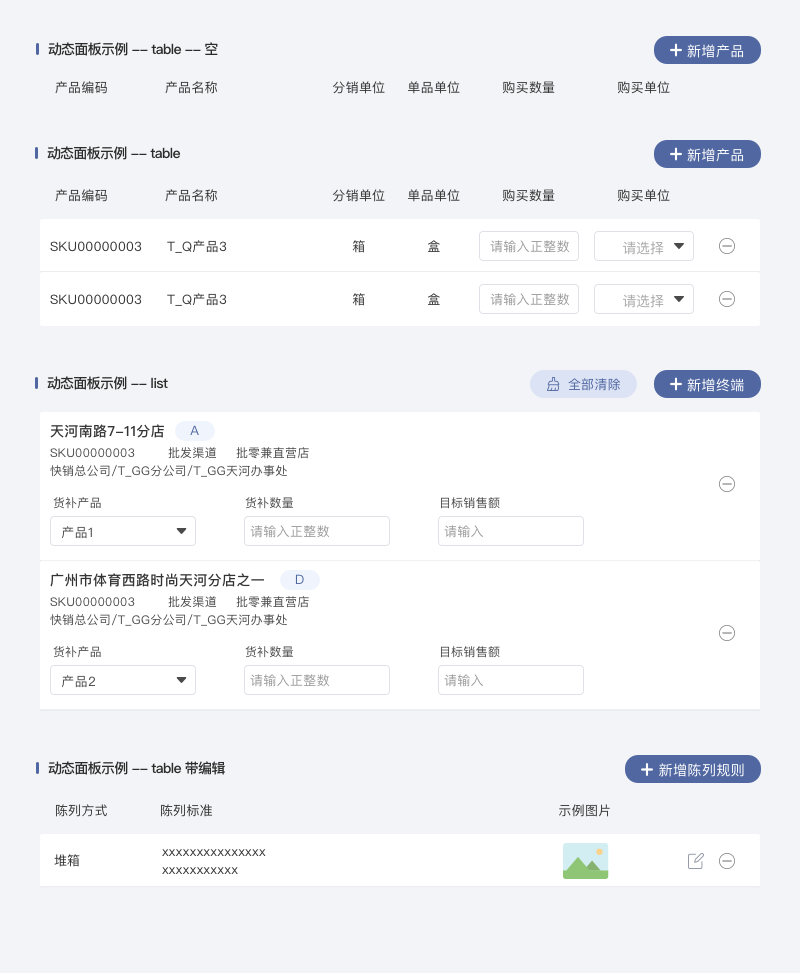 动态面板示例 –– table –– 空
新增产品
产品编码 产品名称 分销单位 单品单位 购买数量 购买单位
动态面板示例 –– table
新增产品
产品编码 产品名称 分销单位 单品单位 购买数量 购买单位
SKU00000003 T_Q产品3 箱 盒 请输入正整数 请选择
SKU00000003 T_Q产品3 箱 盒 请输入正整数 请选择
动态面板示例 –– list
全部清除 新增终端
天河南路7–11分店 A
SKU00000003 批发渠道 批零兼直营店
快销总公司/T_GG分公司/T_GG天河办事处
货补产品 货补数量 目标销售额
产品1 请输入正整数 请输入
广州市体育西路时尚天河分店之一 D
SKU00000003 批发渠道 批零兼直营店
快销总公司/T_GG分公司/T_GG天河办事处
货补产品 货补数量 目标销售额
产品2 请输入正整数 请输入
动态面板示例 –– table 带编辑
新增陈列规则
陈列方式 陈列标准 示例图片
堆箱
xxxxxxxxxxxxxxx
xxxxxxxxxxx